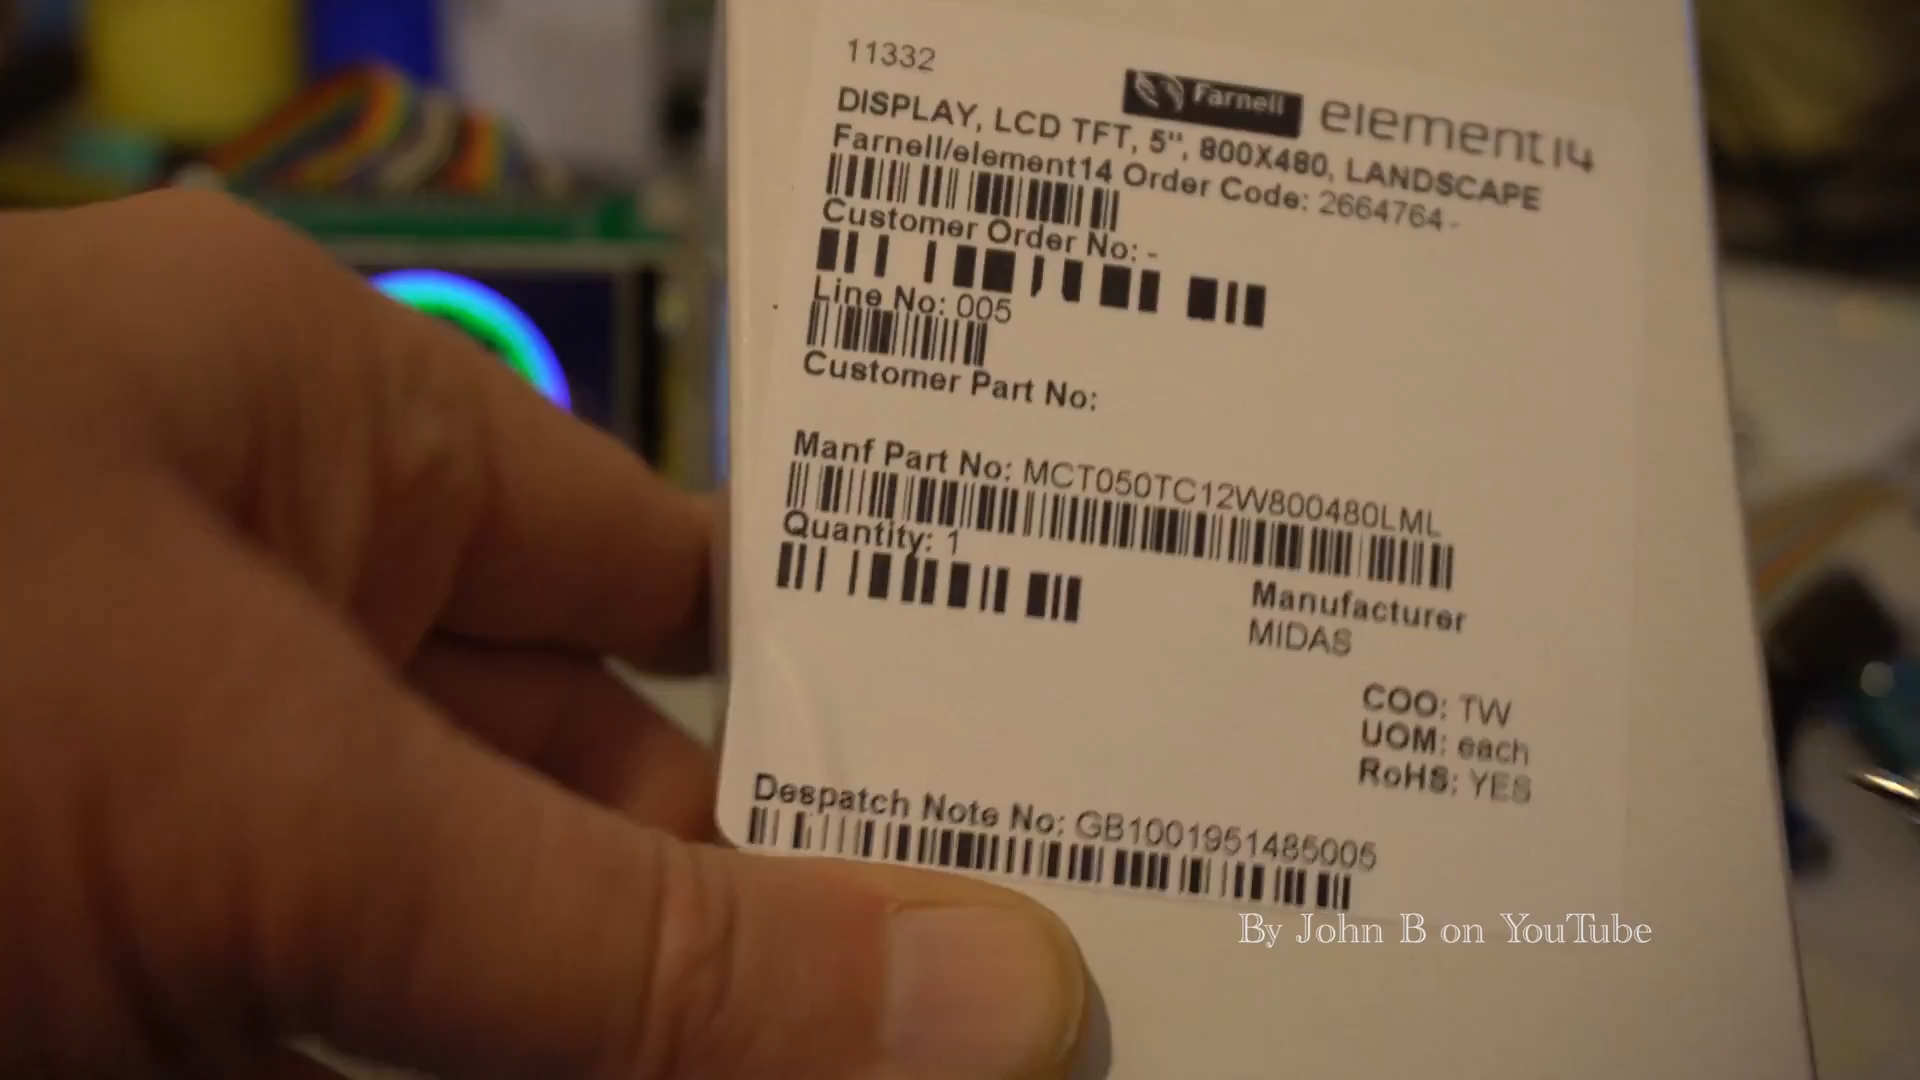 11332
Farnell element14
DISPLAY, LCD TFT, 5", 800X480, LANDSCAPE
Farnell/element14 Order Code: 2664764-
Customer Order No: -
Line No: 005
Customer Part No:
Manf Part No: MCT050TC12W800480LML
Quantity: 1
Manufacturer
MIDAS
COO: TW
UOM: each
RoHS: YES
Despatch Note No: GB1001951485005
By John B on YouTube